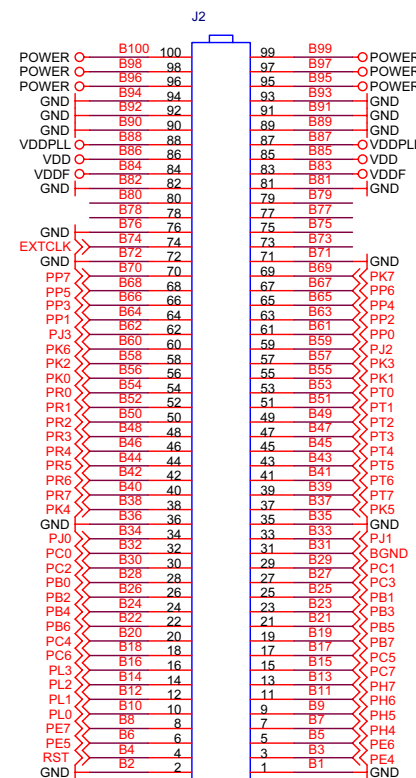 J2
POWER B100 100 99 B99 POWER
POWER B98 98 97 B97 POWER
POWER B96 96 95 B95 POWER
GND B94 94 93 B93 GND
GND B92 92 91 B91 GND
GND B90 90 89 B89 GND
VDDPLL B88 88 87 B87 VDDPLL
VDD B86 86 85 B85 VDD
VDDF B84 84 83 B83 VDDF
GND B82 82 81 B81 GND
B80 80 79 B79
B78 78 77 B77
GND B76 76 75 B75
EXTCLK B74 74 73 B73
GND B72 72 71 B71 GND
PP7 B70 70 69 B69 PK7
PP5 B68 68 67 B67 PP6
PP3 B66 66 65 B65 PP4
PP1 B64 64 63 B63 PP2
PJ3 B62 62 61 B61 PP0
PK6 B60 60 59 B59 PJ2
PK2 B58 58 57 B57 PK3
PK0 B56 56 55 B55 PK1
PR0 B54 54 53 B53 PT0
PR1 B52 52 51 B51 PT1
PR2 B50 50 49 B49 PT2
PR3 B48 48 47 B47 PT3
PR4 B46 46 45 B45 PT4
PR5 B44 44 43 B43 PT5
PR6 B42 42 41 B41 PT6
PR7 B40 40 39 B39 PT7
PK4 B38 38 37 B37 PK5
GND B36 36 35 B35 GND
PJ0 B34 34 33 B33 PJ1
PC0 B32 32 31 B31 BGND
PC2 B30 30 29 B29 PC1
PB0 B28 28 27 B27 PC3
PB2 B26 26 25 B25 PB1
PB4 B24 24 23 B23 PB3
PB6 B22 22 21 B21 PB5
PC4 B20 20 19 B19 PB7
PC6 B18 18 17 B17 PC5
PL3 B16 16 15 B15 PC7
PL2 B14 14 13 B13 PH7
PL1 B12 12 11 B11 PH6
PL0 B10 10 9 B9 PH5
PE7 B8 8 7 B7 PH4
PE5 B6 6 5 B5 PE6
RST B4 4 3 B3 PE4
GND B2 2 1 B1 GND